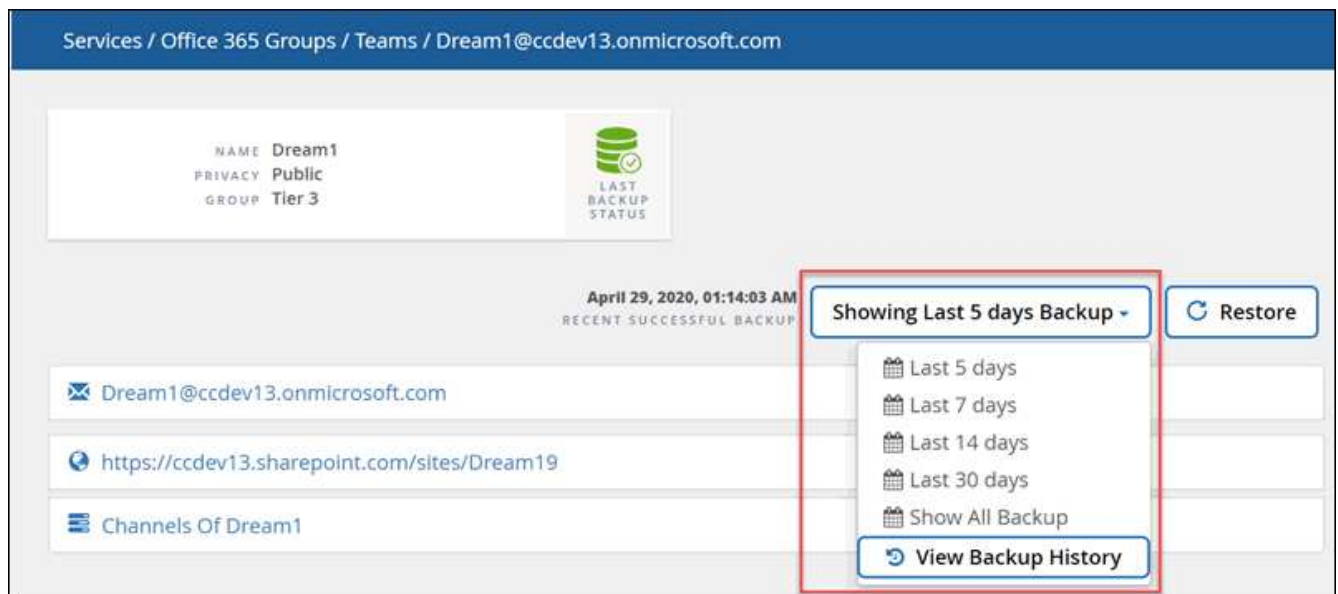 Services / Office 365 Groups / Teams / Dream1@ccdev13.onmicrosoft.com
NAME Dream1
PRIVACY Public
GROUP Tier 3
LAST
BACKUP
STATUS
April 29, 2020, 01:14:03 AM
RECENT SUCCESSFUL BACKUP
Showing Last 5 days Backup
Restore
Last 5 days
Last 7 days
Last 14 days
Last 30 days
Show All Backup
View Backup History
Dream1@ccdev13.onmicrosoft.com
https://ccdev13.sharepoint.com/sites/Dream19
Channels Of Dream1